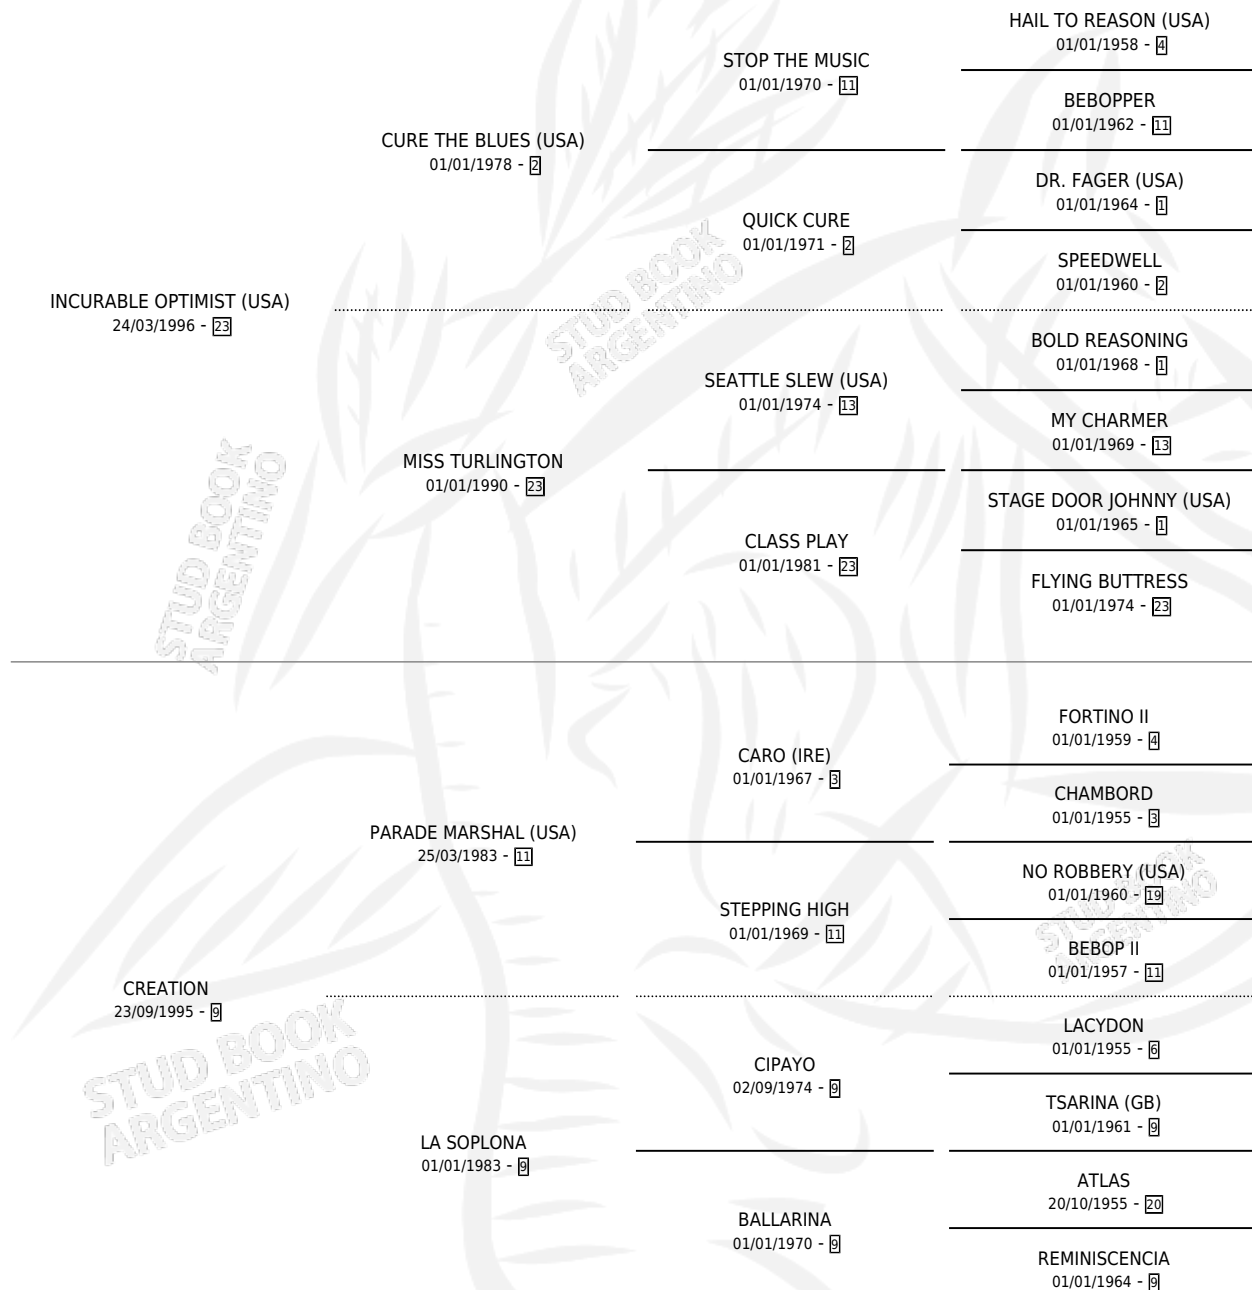 HAIL TO REASON (USA)
01/01/1958 - 4
STOP THE MUSIC
01/01/1970 - 11
BEBOPPER
01/01/1962 - 11
CURE THE BLUES (USA)
01/01/1978 - 2
DR. FAGER (USA)
01/01/1964 - 1
QUICK CURE
01/01/1971 - 2
SPEEDWELL
01/01/1960 - 2
INCURABLE OPTIMIST (USA)
24/03/1996 - 23
BOLD REASONING
01/01/1968 - 1
SEATTLE SLEW (USA)
01/01/1974 - 13
MY CHARMER
01/01/1969 - 13
MISS TURLINGTON
01/01/1990 - 23
STAGE DOOR JOHNNY (USA)
01/01/1965 - 1
CLASS PLAY
01/01/1981 - 23
FLYING BUTTRESS
01/01/1974 - 23
FORTINO II
01/01/1959 - 4
CARO (IRE)
01/01/1967 - 3
CHAMBORD
01/01/1955 - 3
PARADE MARSHAL (USA)
25/03/1983 - 11
NO ROBBERY (USA)
01/01/1960 - 19
STEPPING HIGH
01/01/1969 - 11
BEBOP II
01/01/1957 - 11
CREATION
23/09/1995 - 9
LACYDON
01/01/1955 - 6
CIPAYO
02/09/1974 - 9
TSARINA (GB)
01/01/1961 - 9
LA SOPLONA
01/01/1983 - 9
ATLAS
20/10/1955 - 20
BALLARINA
01/01/1970 - 9
REMINISCENCIA
01/01/1964 - 9
STUD BOOK
ARGENTINO
STUD BOOK
ARGENTINO
STUD BOOK
ARGENTINO
STUD BOOK
ARGENTINO